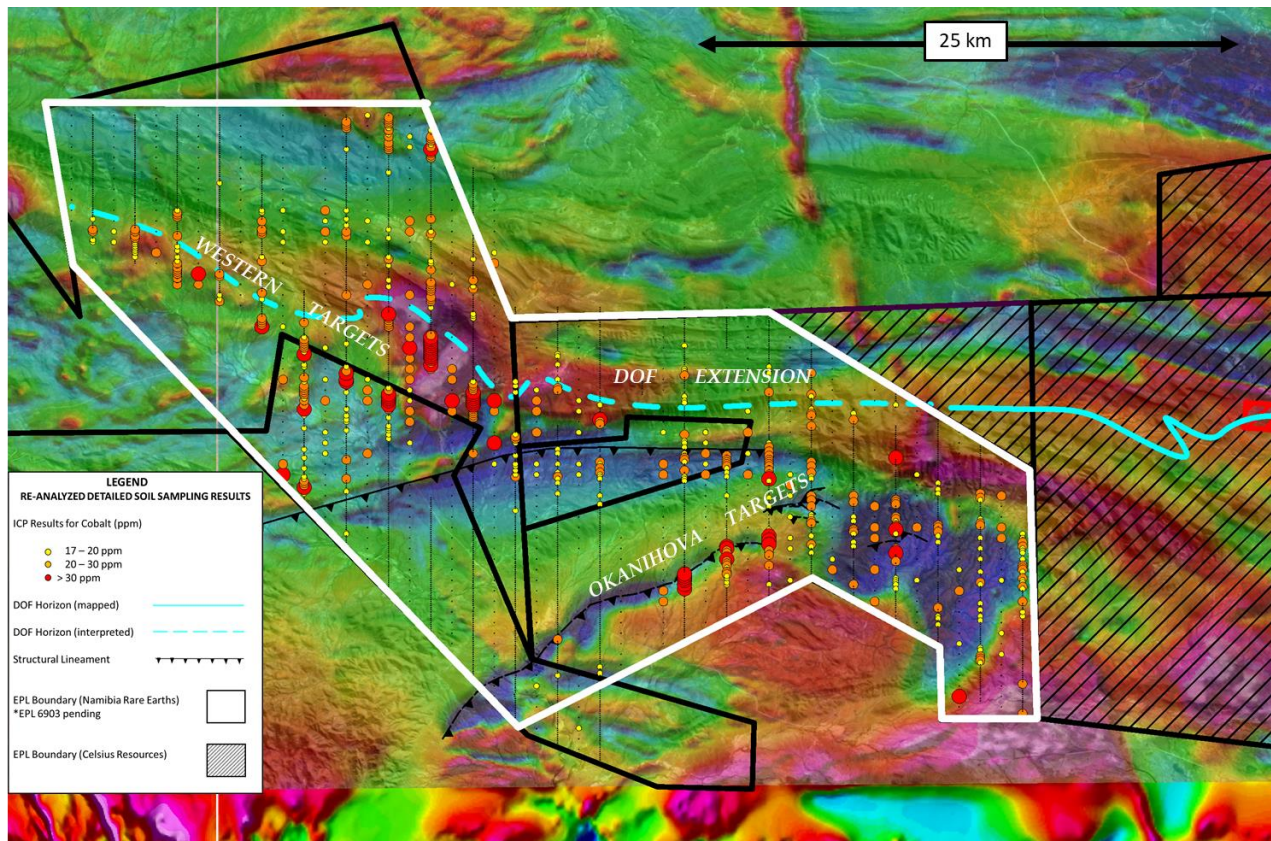 25 km
WESTERN
TARGETS
DOF EXTENSION
OKANIHOVA TARGETS
LEGEND
RE-ANALYZED DETAILED SOIL SAMPLING RESULTS
ICP Results for Cobalt (ppm)
17 – 20 ppm
20 – 30 ppm
> 30 ppm
DOF Horizon (mapped)
DOF Horizon (interpreted)
Structural Lineament
EPL Boundary (Namibia Rare Earths)
*EPL 6903 pending
EPL Boundary (Celsius Resources)